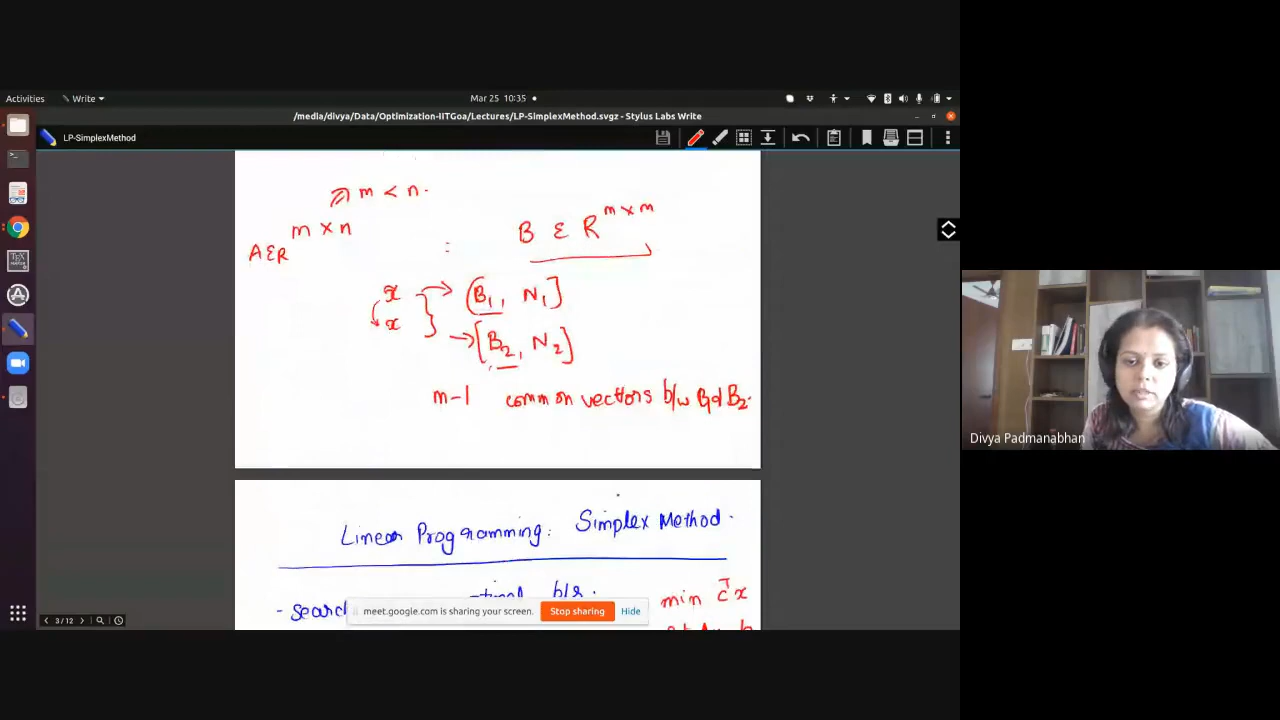 Activities Write Mar 25 10:35
/media/divya/Data/Optimization-IITGoa/Lectures/LP-SimplexMethod.svgz - Stylus Labs Write
LP-SimplexMethod
⇒ m < n.
A ε R^{m × n}
: B ε R^{m × m}
x → [B₁, N₁]
x → [B₂, N₂]
m-1 common vectors b/w B₁ & B₂.
Linear Programming: Simplex Method.
- search b/s.
min cᵀx
meet.google.com is sharing your screen. Stop sharing Hide
3/12
Divya Padmanabhan